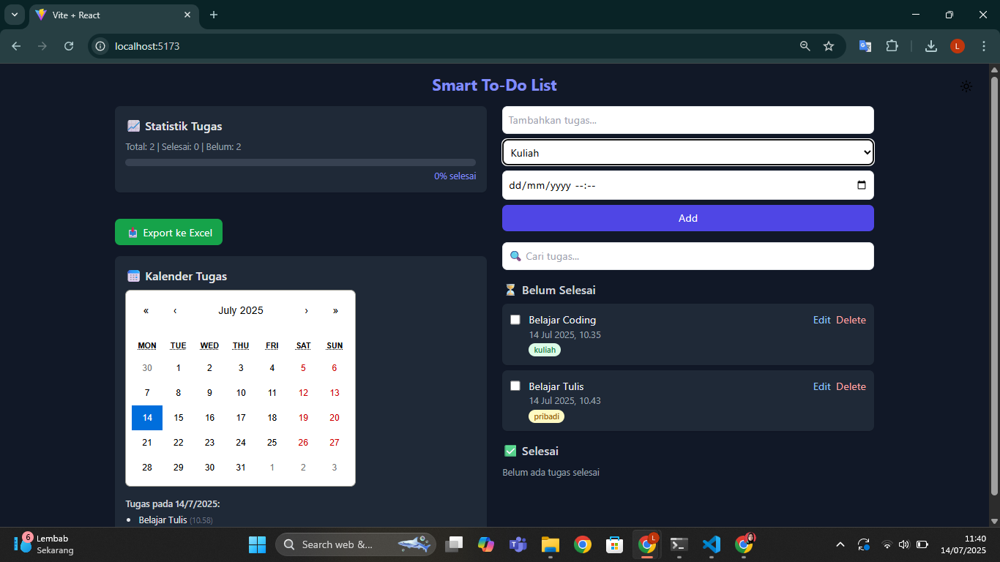 Vite + React
localhost:5173
L
Smart To-Do List
Statistik Tugas
Total: 2 | Selesai: 0 | Belum: 2
0% selesai
Export ke Excel
Kalender Tugas
« ‹ July 2025 › »
MON TUE WED THU FRI SAT SUN
30 1 2 3 4 5 6
7 8 9 10 11 12 13
14 15 16 17 18 19 20
21 22 23 24 25 26 27
28 29 30 31 1 2 3
Tugas pada 14/7/2025:
• Belajar Tulis (10.58)
Tambahkan tugas...
Kuliah
dd/mm/yyyy --:--
Add
Cari tugas...
Belum Selesai
Belajar Coding Edit Delete
14 Jul 2025, 10.35
kuliah
Belajar Tulis Edit Delete
14 Jul 2025, 10.43
pribadi
Selesai
Belum ada tugas selesai
6
Lembab
Sekarang
Search web &...
L
11:40
14/07/2025